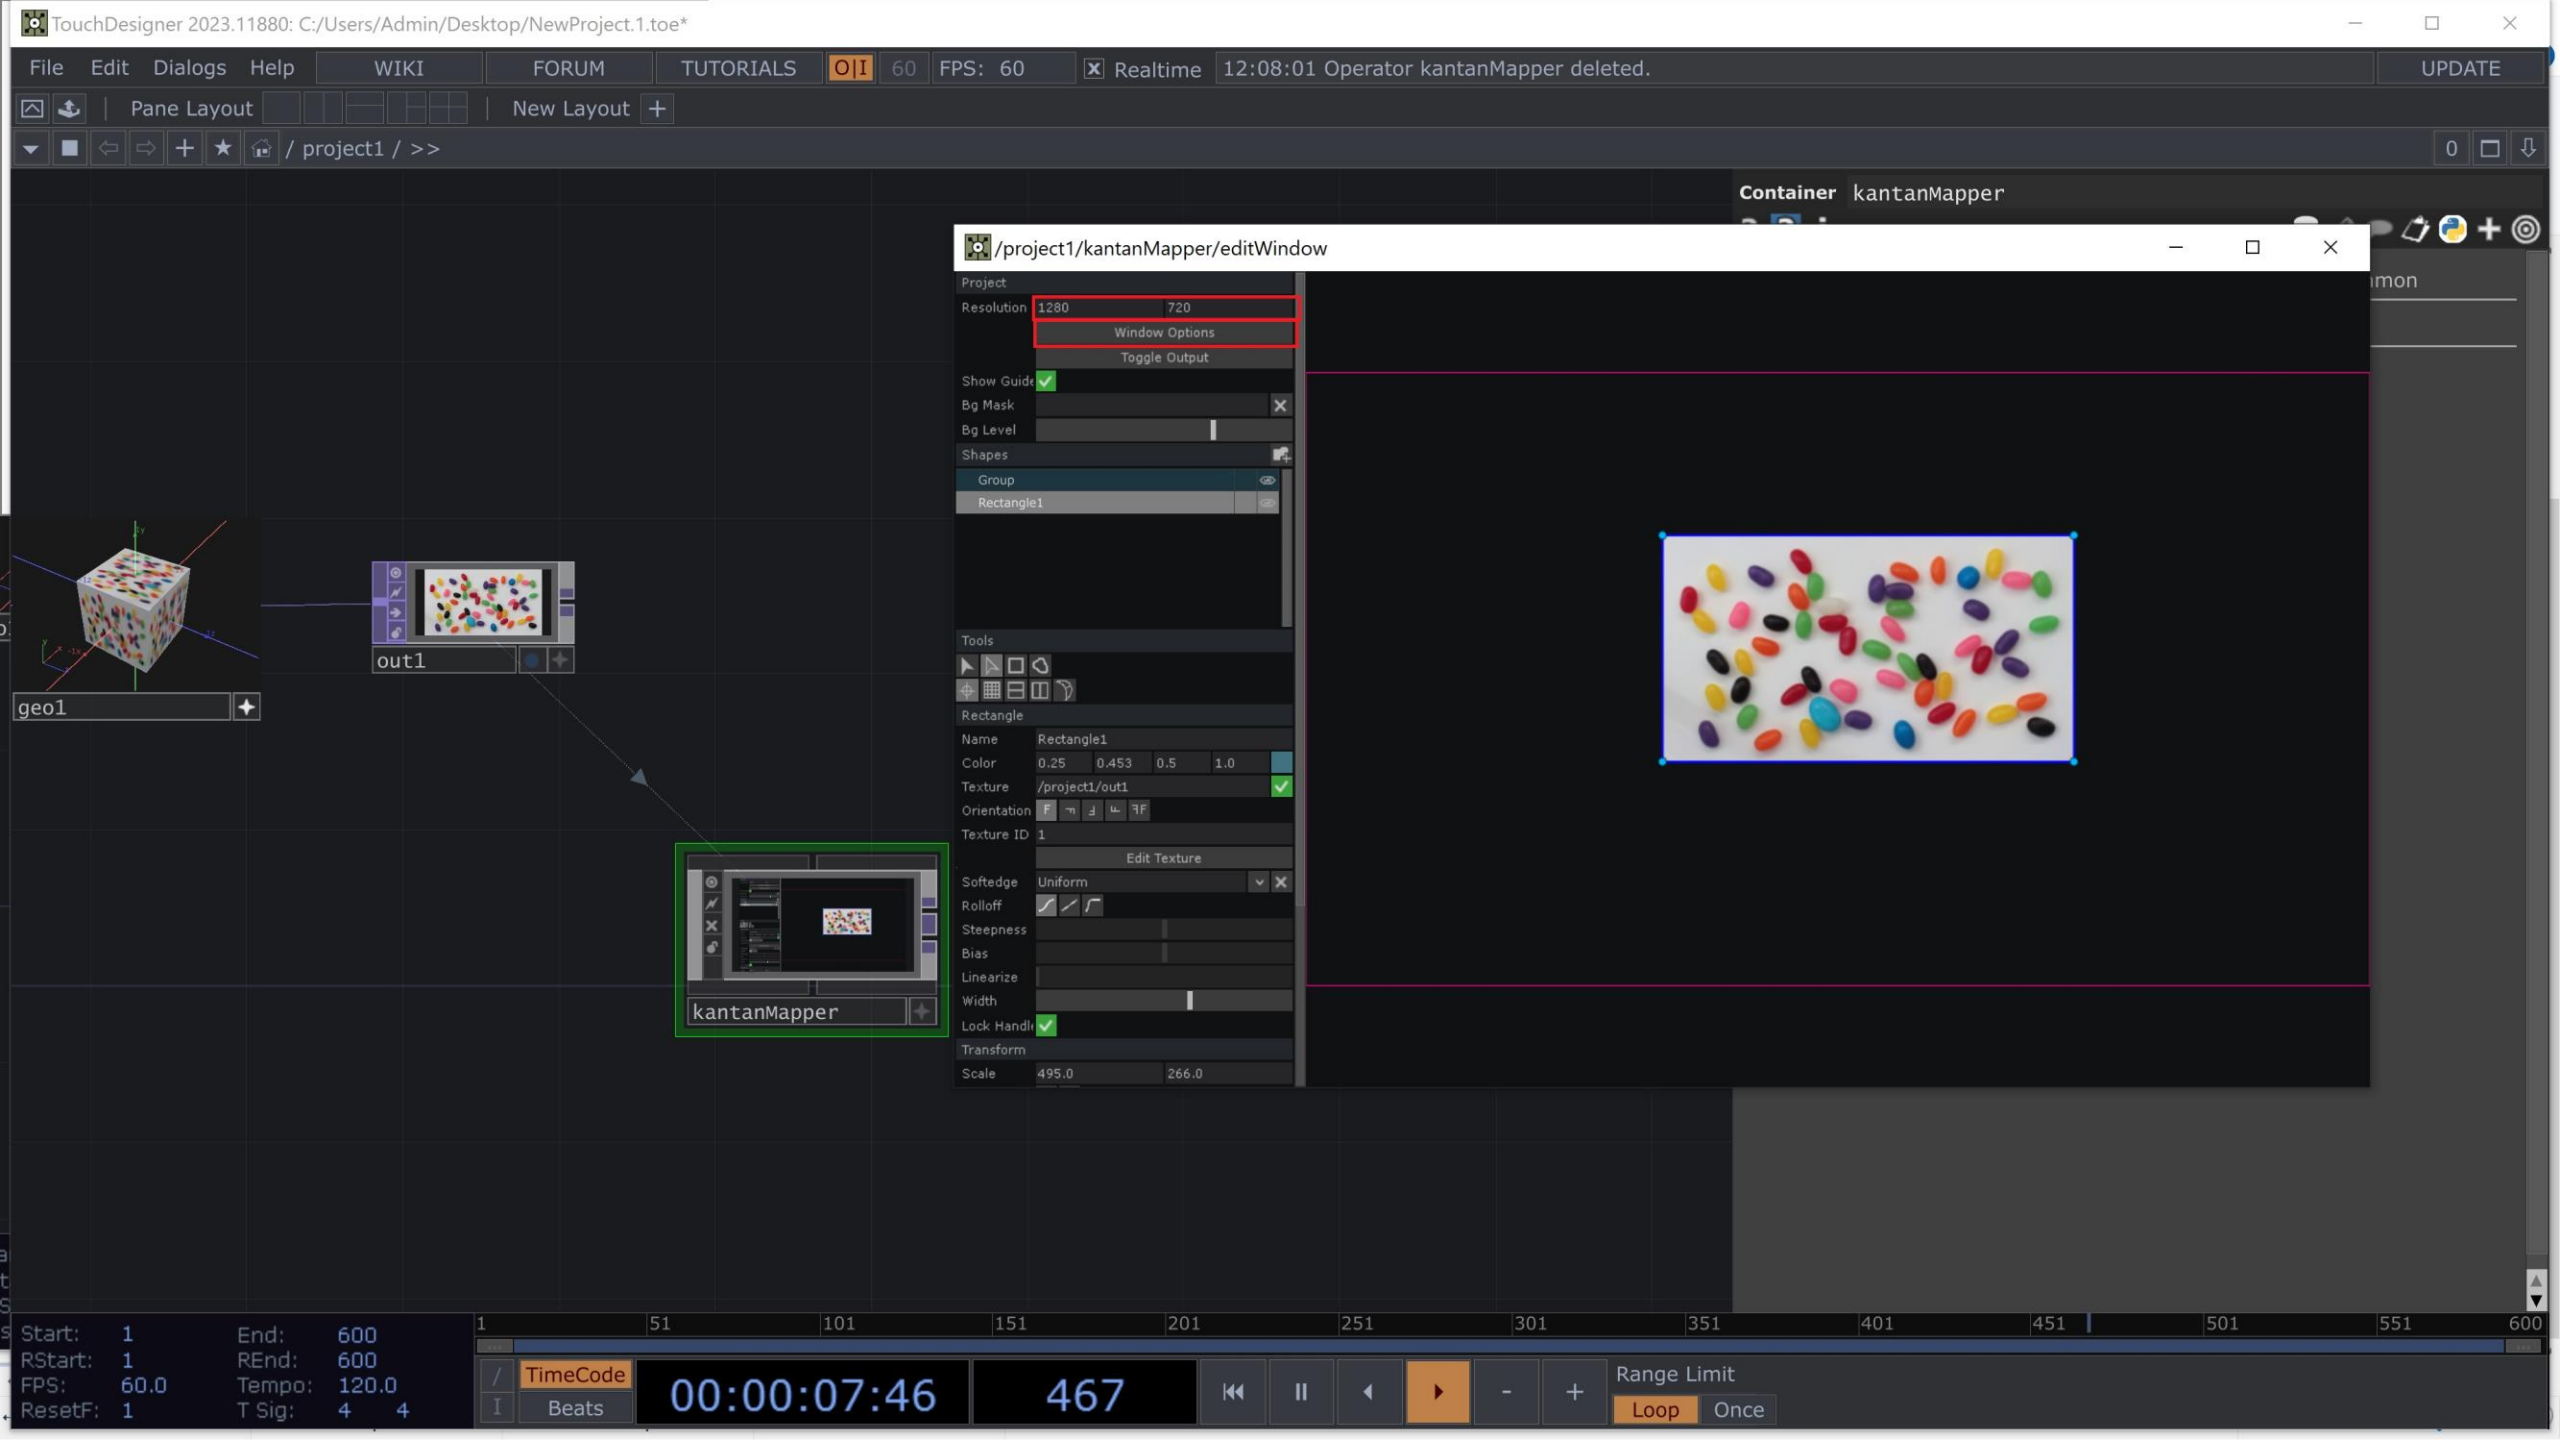 TouchDesigner 2023.11880: C:/Users/Admin/Desktop/NewProject.1.toe*
File Edit Dialogs Help WIKI FORUM TUTORIALS O|I 60 FPS: 60 Realtime 12:08:01 Operator kantanMapper deleted. UPDATE
Pane Layout New Layout +
/ project1 / >> 0
Container kantanMapper
/project1/kantanMapper/editWindow
mon
Project
Resolution 1280 720
Window Options
Toggle Output
Show Guide
Bg Mask
Bg Level
Shapes
Group
Rectangle1
Tools
Rectangle
Name Rectangle1
Color 0.25 0.453 0.5 1.0
Texture /project1/out1
Orientation F
Texture ID 1
Edit Texture
Softedge Uniform
Rolloff
Steepness
Bias
Linearize
Width
Lock Handl
Transform
Scale 495.0 266.0
out1
geo1
kantanMapper
1 51 101 151 201 251 301 351 401 451 501 551 600
Start: 1 End: 600
RStart: 1 REnd: 600
FPS: 60.0 Tempo: 120.0
ResetF: 1 T Sig: 4 4
/ TimeCode
I Beats
00:00:07:46 467 - +
Range Limit
Loop Once